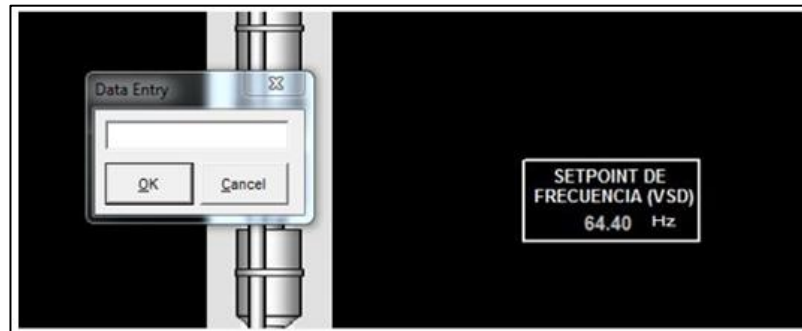 Data Entry
OK
Cancel
SETPOINT DE
FRECUENCIA (VSD)
64.40 Hz